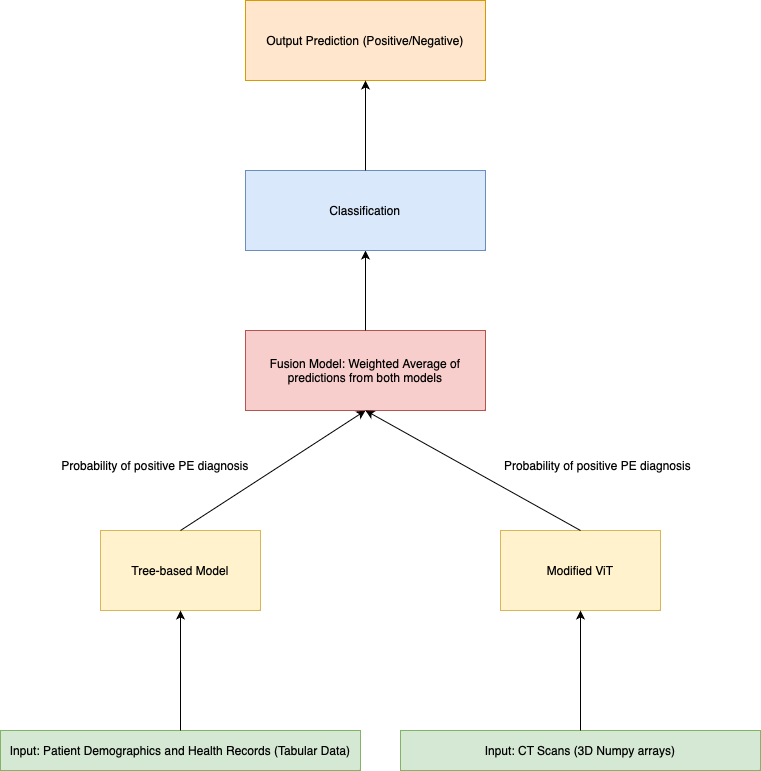 Output Prediction (Positive/Negative)
Classification
Fusion Model: Weighted Average of
predictions from both models
Probability of positive PE diagnosis
Probability of positive PE diagnosis
Tree-based Model
Modified ViT
Input: Patient Demographics and Health Records (Tabular Data)
Input: CT Scans (3D Numpy arrays)